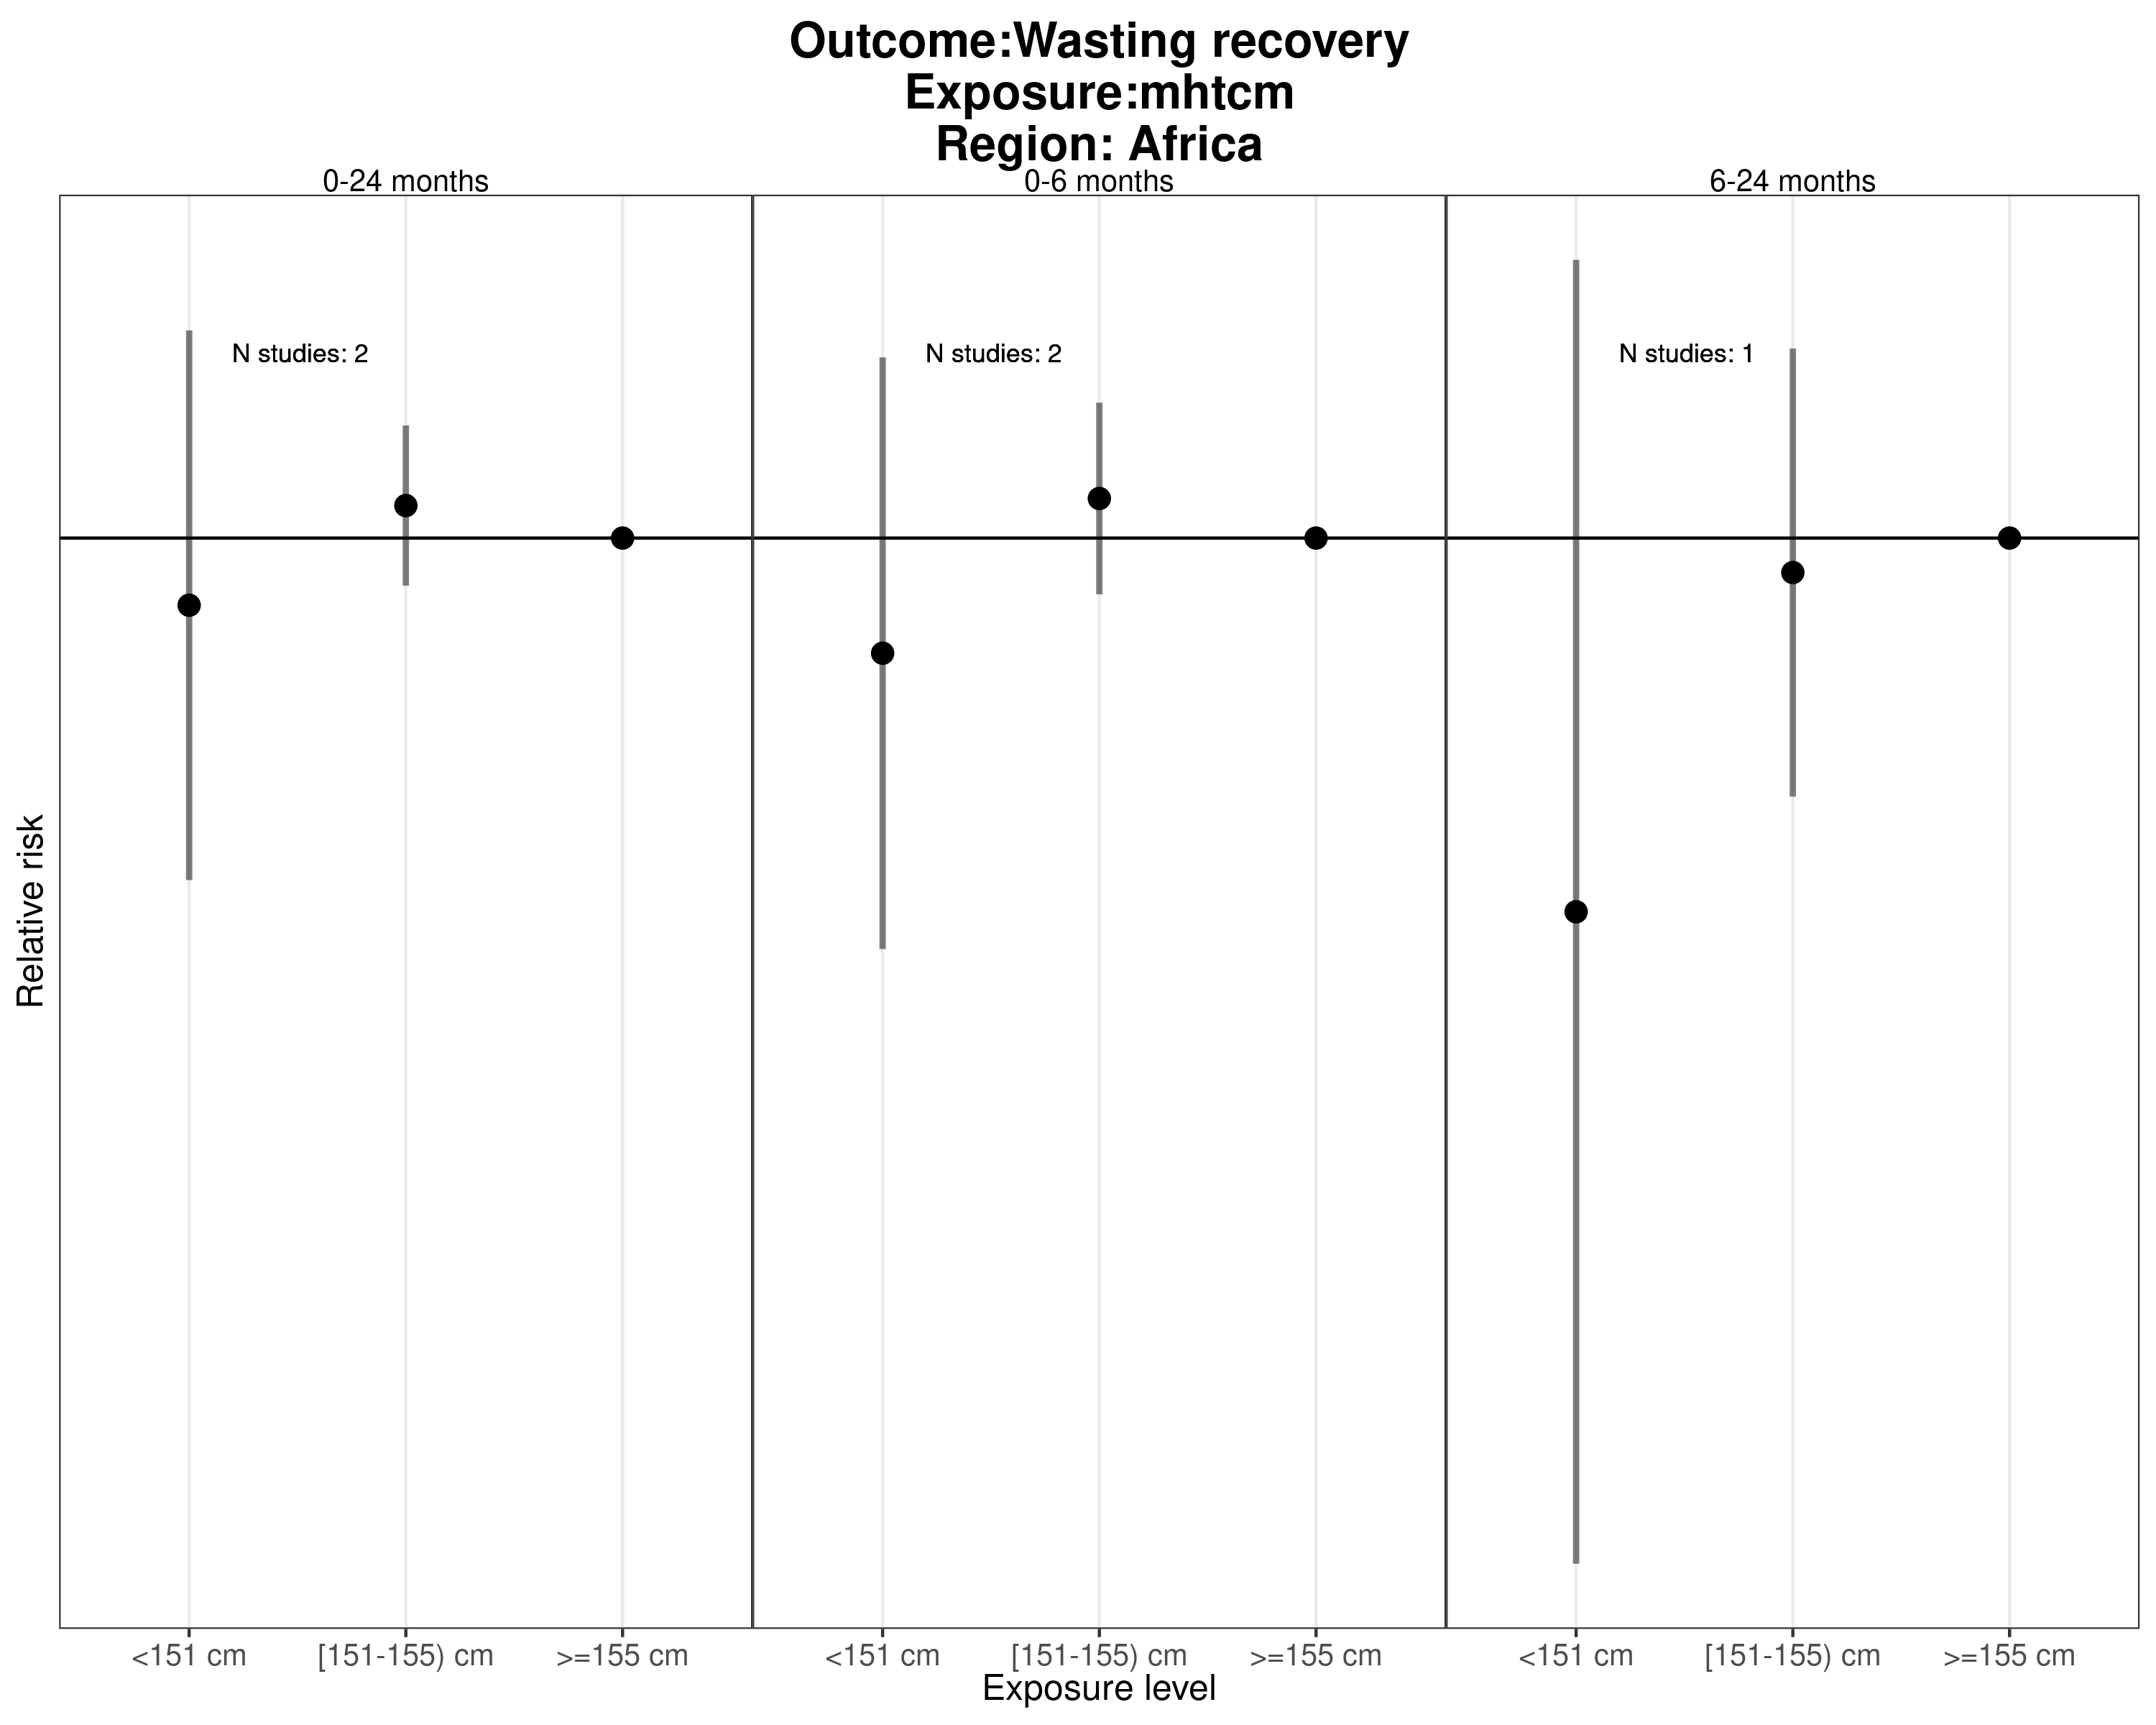 Outcome:Wasting recovery
Exposure:mhtcm
Region: Africa
0-24 months
0-6 months
6-24 months
N studies: 2
N studies: 2
N studies: 1
Relative risk
<151 cm
[151-155) cm
>=155 cm
<151 cm
[151-155) cm
>=155 cm
<151 cm
[151-155) cm
>=155 cm
Exposure level